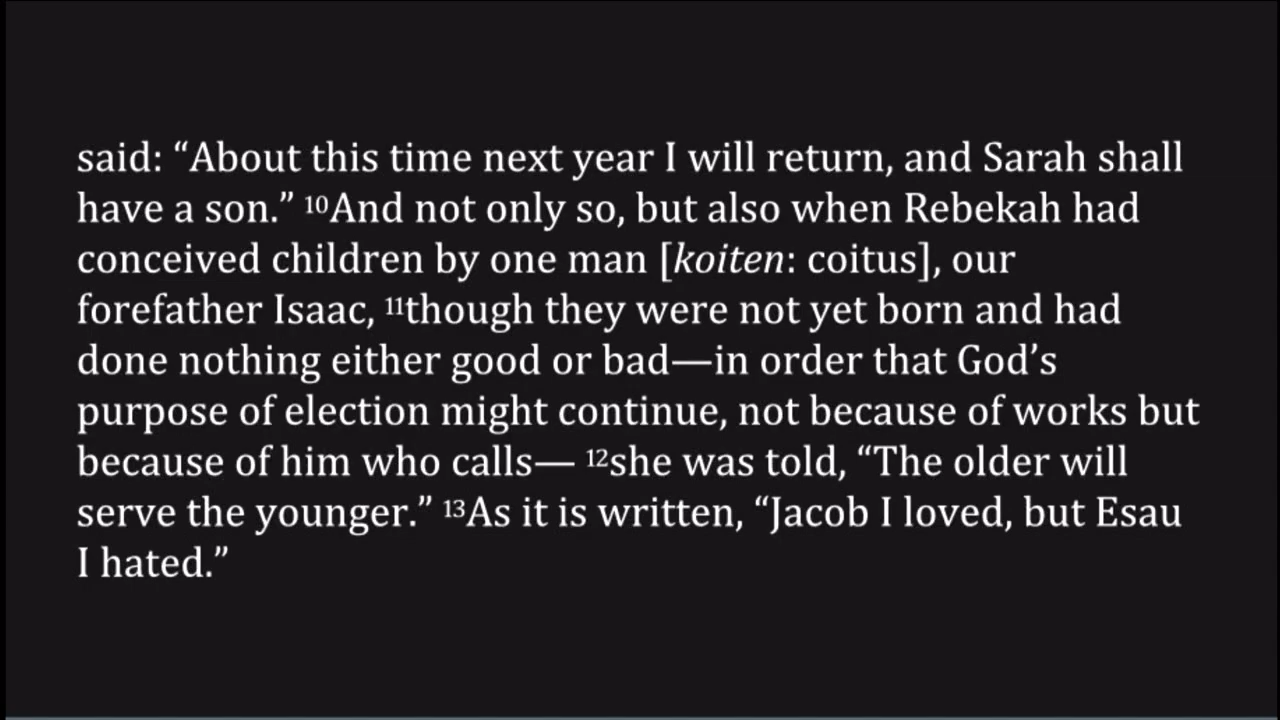 said: “About this time next year I will return, and Sarah shall
have a son.” ¹⁰And not only so, but also when Rebekah had
conceived children by one man [koiten: coitus], our
forefather Isaac, ¹¹though they were not yet born and had
done nothing either good or bad—in order that God’s
purpose of election might continue, not because of works but
because of him who calls— ¹²she was told, “The older will
serve the younger.” ¹³As it is written, “Jacob I loved, but Esau
I hated.”